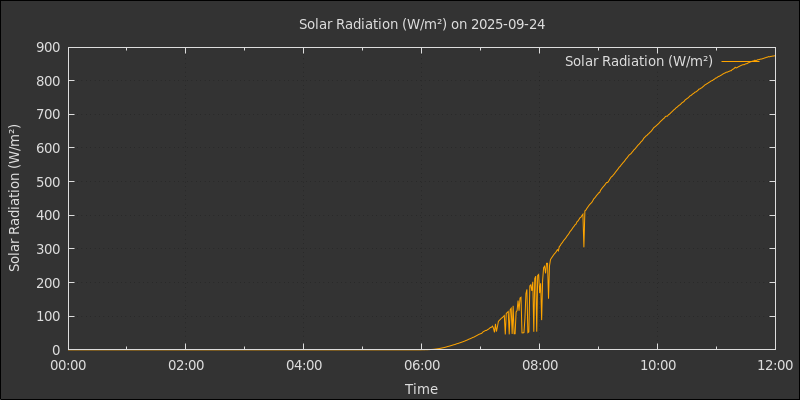 Solar Radiation (W/m²) on 2025-09-24
Solar Radiation (W/m²)
Solar Radiation (W/m²)
900
800
700
600
500
400
300
200
100
0
00:00 02:00 04:00 06:00 08:00 10:00 12:00
Time